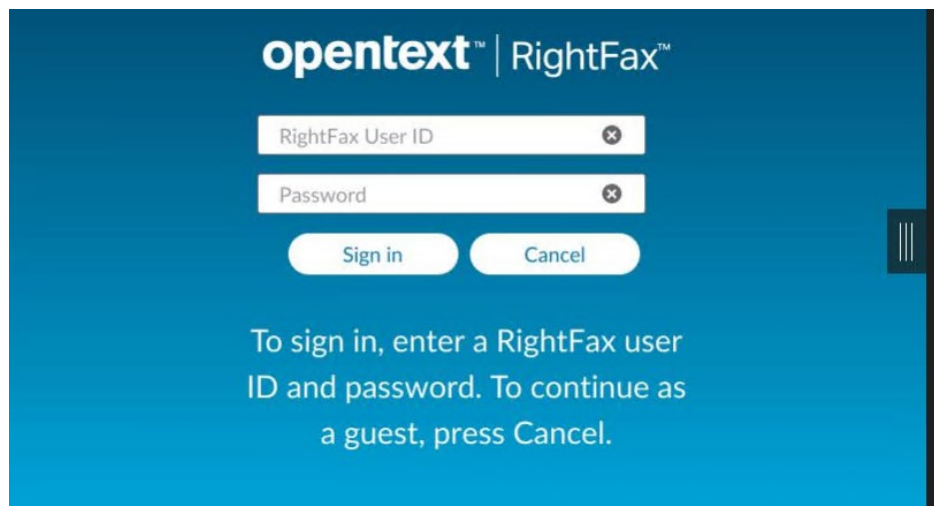 opentext™ | RightFax™
RightFax User ID
Password
Sign in Cancel
To sign in, enter a RightFax user
ID and password. To continue as
a guest, press Cancel.